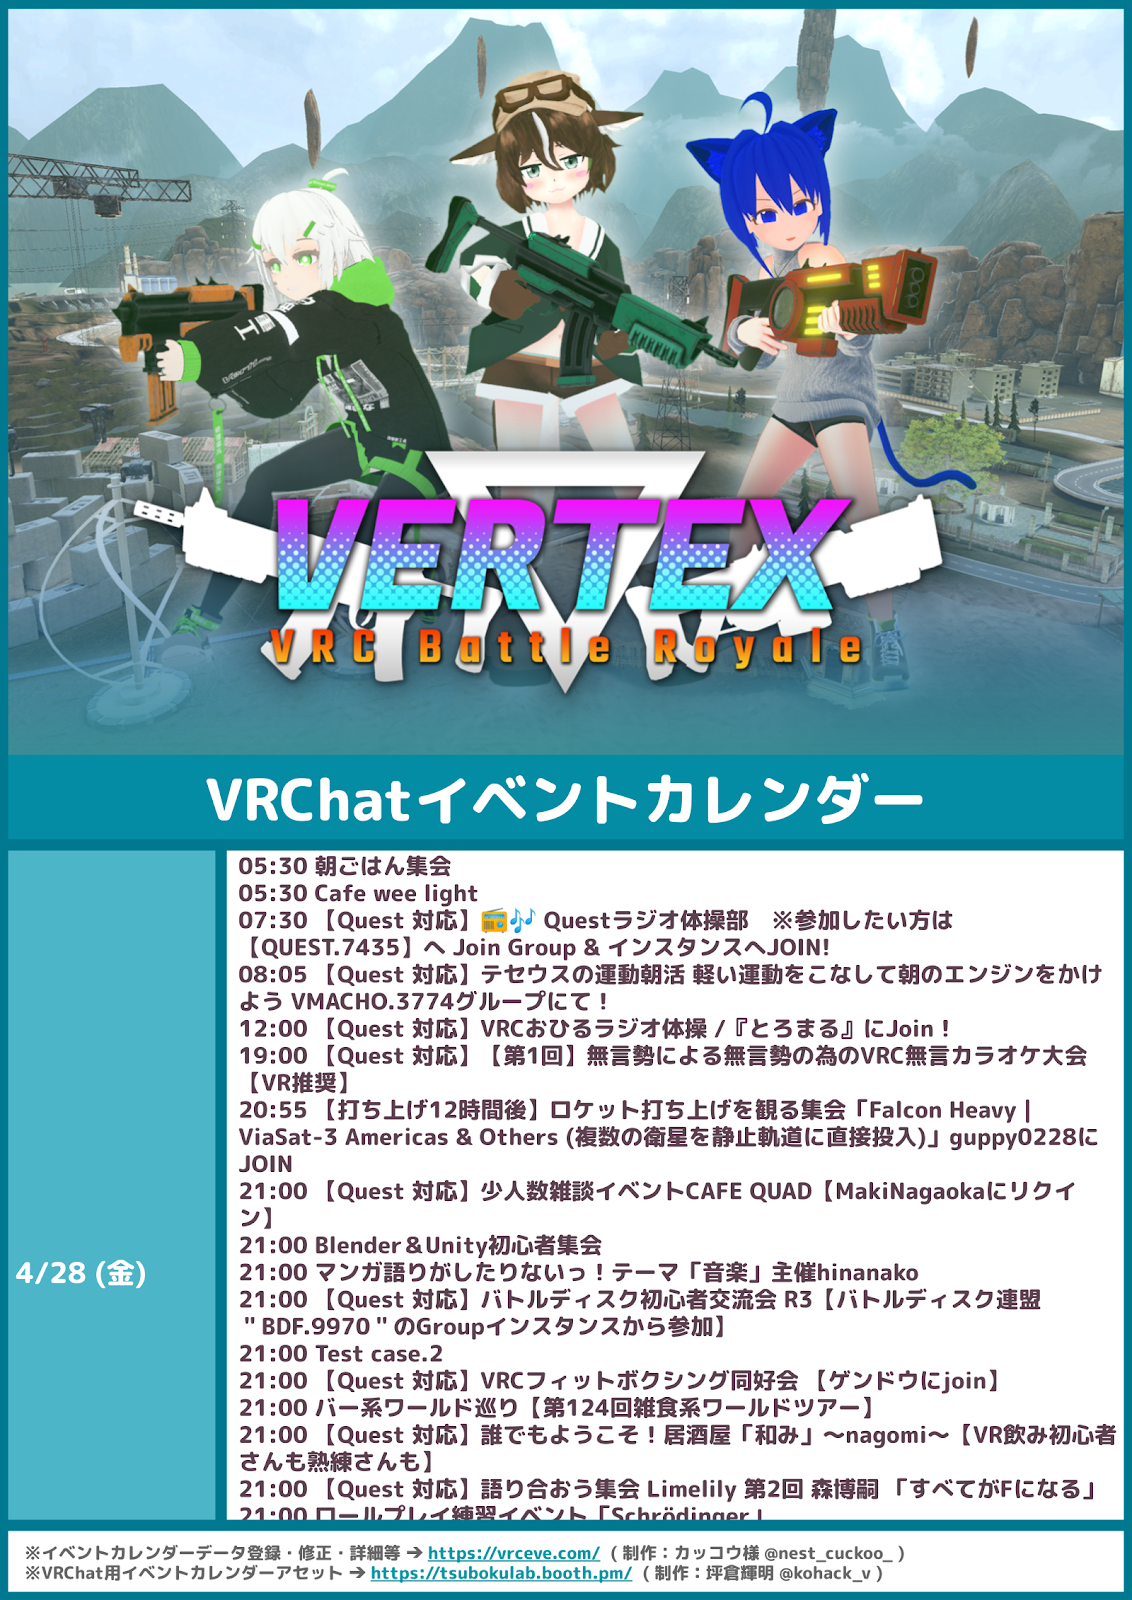 VERTEX
VRC Battle Royale
VRChatイベントカレンダー
4/28 (金)
05:30 朝ごはん集会
05:30 Cafe wee light
07:30 【Quest 対応】📻🎶 Questラジオ体操部　※参加したい方は
【QUEST.7435】へ Join Group & インスタンスへJOIN!
08:05 【Quest 対応】テセウスの運動朝活 軽い運動をこなして朝のエンジンをかけ
よう VMACHO.3774グループにて！
12:00 【Quest 対応】VRCおひるラジオ体操 /『とろまる』にJoin！
19:00 【Quest 対応】【第1回】無言勢による無言勢の為のVRC無言カラオケ大会
【VR推奨】
20:55 【打ち上げ12時間後】ロケット打ち上げを観る集会「Falcon Heavy |
ViaSat-3 Americas & Others (複数の衛星を静止軌道に直接投入)」guppy0228に
JOIN
21:00 【Quest 対応】少人数雑談イベントCAFE QUAD【MakiNagaokaにリクイ
ン】
21:00 Blender＆Unity初心者集会
21:00 マンガ語りがしたりないっ！テーマ「音楽」主催hinanako
21:00 【Quest 対応】バトルディスク初心者交流会 R3【バトルディスク連盟
＂BDF.9970＂のGroupインスタンスから参加】
21:00 Test case.2
21:00 【Quest 対応】VRCフィットボクシング同好会 【ゲンドウにjoin】
21:00 バー系ワールド巡り【第124回雑食系ワールドツアー】
21:00 【Quest 対応】誰でもようこそ！居酒屋「和み」～nagomi～【VR飲み初心者
さんも熟練さんも】
21:00 【Quest 対応】語り合おう集会 Limelily 第2回 森博嗣 「すべてがFになる」
21:00 ロールプレイ練習イベント「Schrödinger」
※イベントカレンダーデータ登録・修正・詳細等 ➔ https://vrceve.com/ （制作：カッコウ様 @nest_cuckoo_）
※VRChat用イベントカレンダーアセット ➔ https://tsubokulab.booth.pm/ （制作：坪倉輝明 @kohack_v）